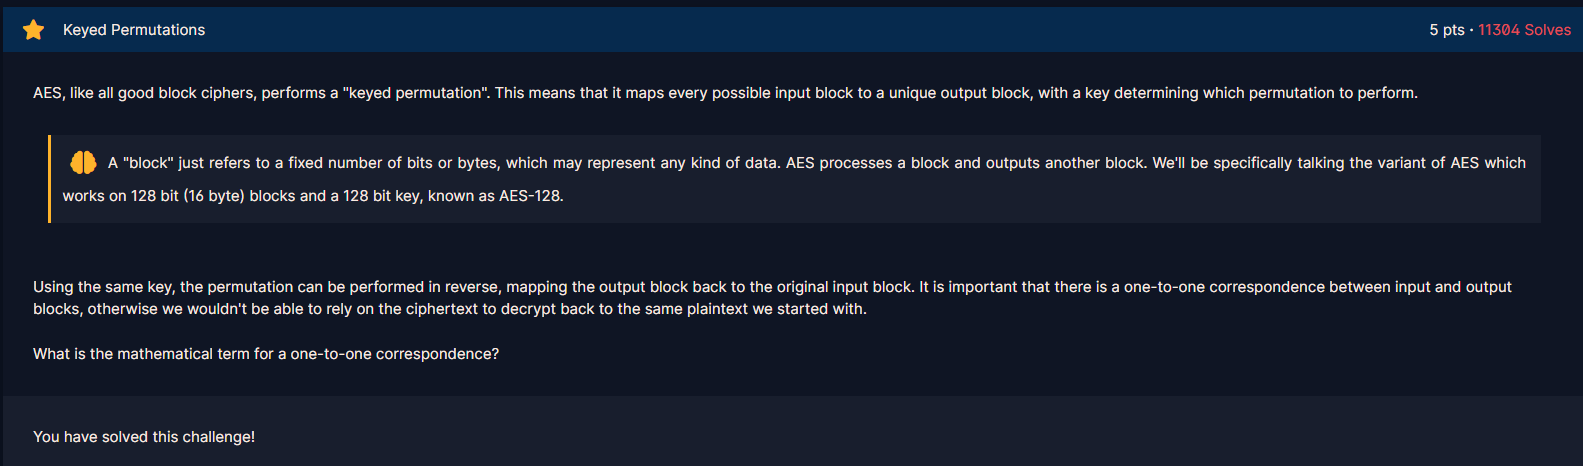 Keyed Permutations
5 pts · 11304 Solves
AES, like all good block ciphers, performs a "keyed permutation". This means that it maps every possible input block to a unique output block, with a key determining which permutation to perform.
A "block" just refers to a fixed number of bits or bytes, which may represent any kind of data. AES processes a block and outputs another block. We'll be specifically talking the variant of AES which
works on 128 bit (16 byte) blocks and a 128 bit key, known as AES-128.
Using the same key, the permutation can be performed in reverse, mapping the output block back to the original input block. It is important that there is a one-to-one correspondence between input and output
blocks, otherwise we wouldn't be able to rely on the ciphertext to decrypt back to the same plaintext we started with.
What is the mathematical term for a one-to-one correspondence?
You have solved this challenge!